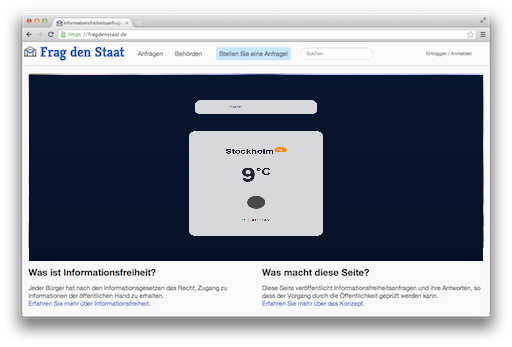 Informationsfreiheitsanfragen
https://fragdenstaat.de
Frag den Staat
Anfragen
Behörden
Stellen Sie eine Anfrage!
Suchen
Einloggen / Anmelden
Stockholm
9°C
Was ist Informationsfreiheit?
Jeder Bürger hat nach den Informationsgesetzen das Recht, Zugang zu
Informationen der öffentlichen Hand zu erhalten.
Erfahren Sie mehr über Informationsfreiheit.
Was macht diese Seite?
Diese Seite veröffentlicht Informationsfreiheitsanfragen und ihre Antworten, so
dass der Vorgang durch die Öffentlichkeit geprüft werden kann.
Erfahren Sie mehr über das Konzept.